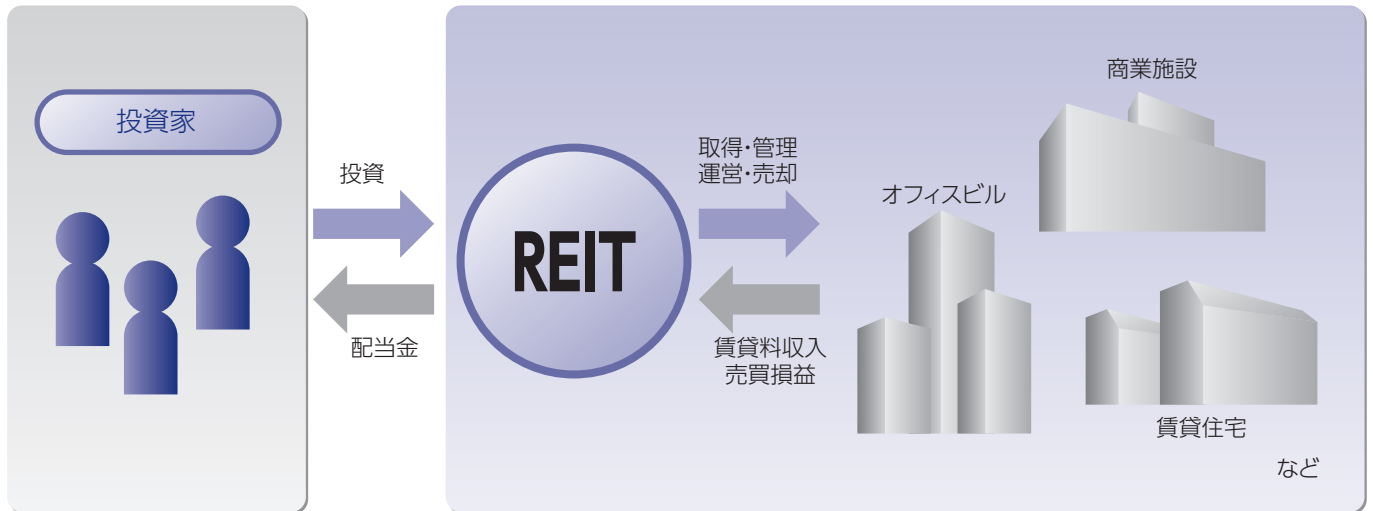 投資家
投資
配当金
REIT
取得・管理
運営・売却
賃貸料収入
売買損益
商業施設
オフィスビル
賃貸住宅
など